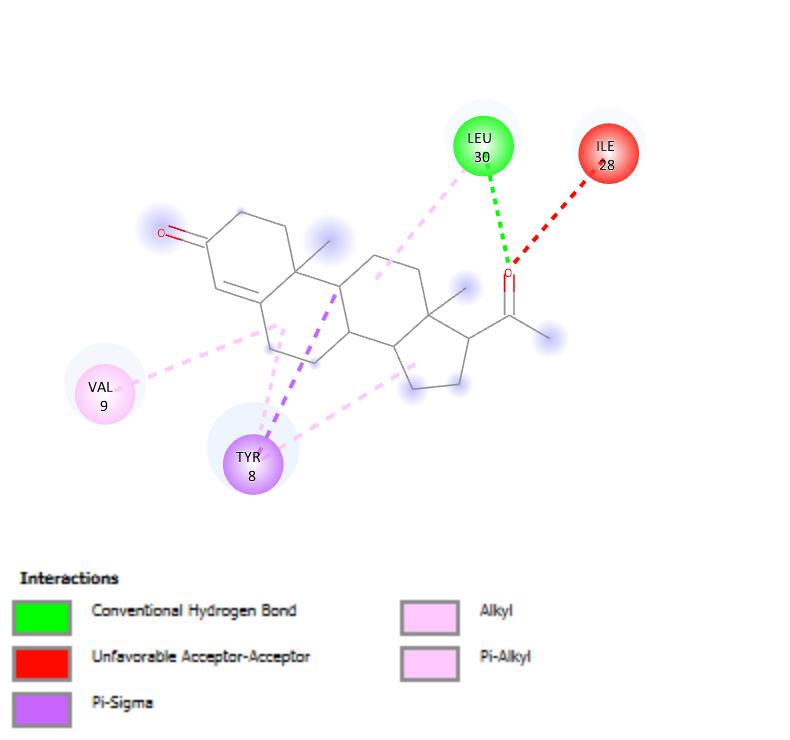 LEU
30
ILE
28
O
O
VAL
9
TYR
8
Interactions
Conventional Hydrogen Bond
Unfavorable Acceptor-Acceptor
Pi-Sigma
Alkyl
Pi-Alkyl